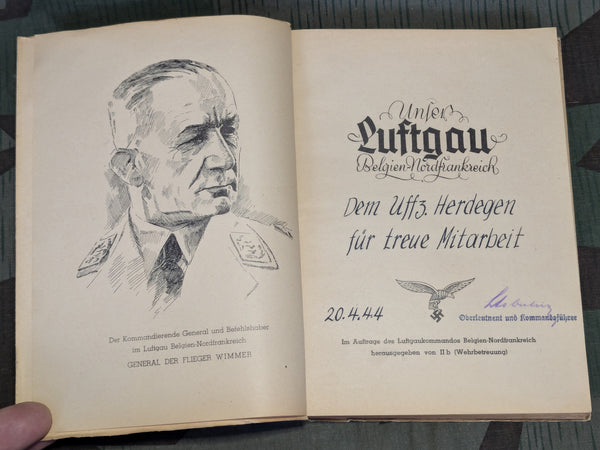 Der Kommandierende General und Befehlshaber
im Luftgau Belgien-Nordfrankreich
GENERAL DER FLIEGER WIMMER
Unser
Luftgau
Belgien-Nordfrankreich
Dem Uffz. Herdegen
für treue Mitarbeit
20.4.44
Oberleutnant und Kommandoführer
Im Auftrage des Luftgaukommandos Belgien-Nordfrankreich
herausgegeben von II b (Wehrbetreuung)